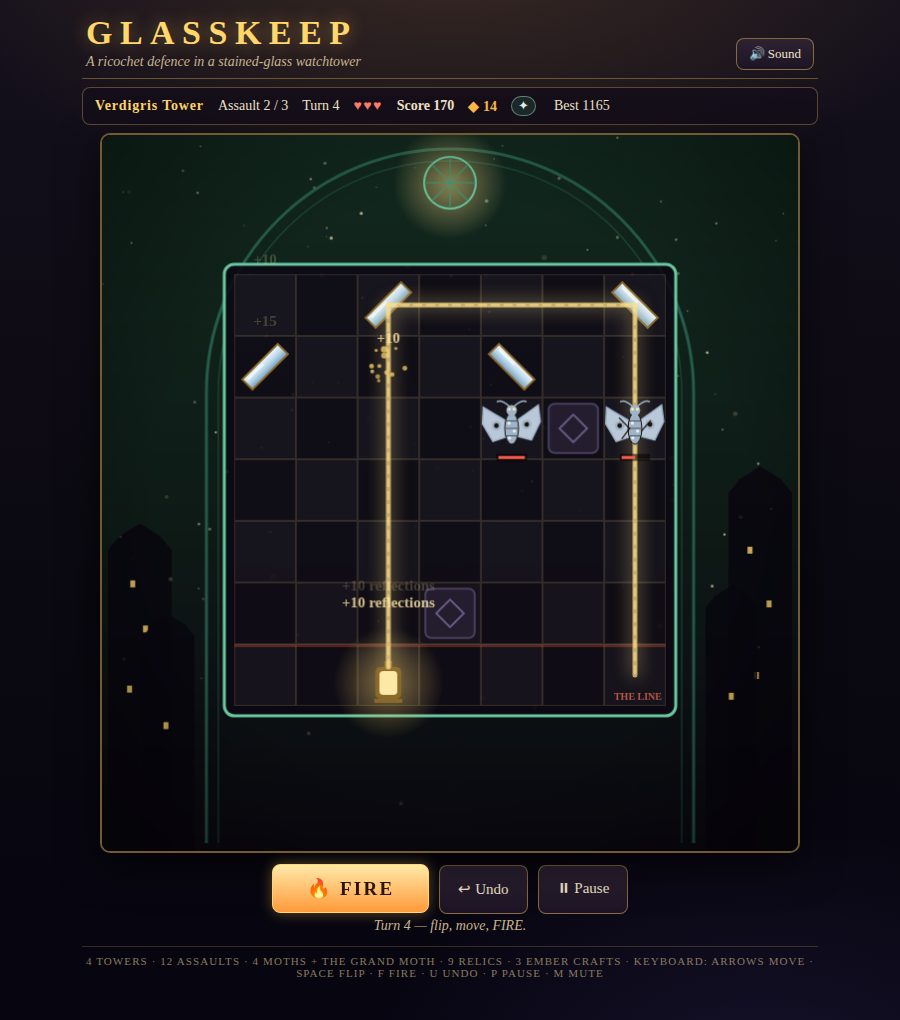 GLASSKEEP
A ricochet defence in a stained-glass watchtower
🔊 Sound
Verdigris Tower Assault 2 / 3 Turn 4 ♥♥♥ Score 170 ◆ 14 ✦ Best 1165
+10
+15
+10
+10 reflections
+10 reflections
THE LINE
🔥 FIRE
↩ Undo
⏸ Pause
Turn 4 — flip, move, FIRE.
4 TOWERS · 12 ASSAULTS · 4 MOTHS + THE GRAND MOTH · 9 RELICS · 3 EMBER CRAFTS · KEYBOARD: ARROWS MOVE ·
SPACE FLIP · F FIRE · U UNDO · P PAUSE · M MUTE